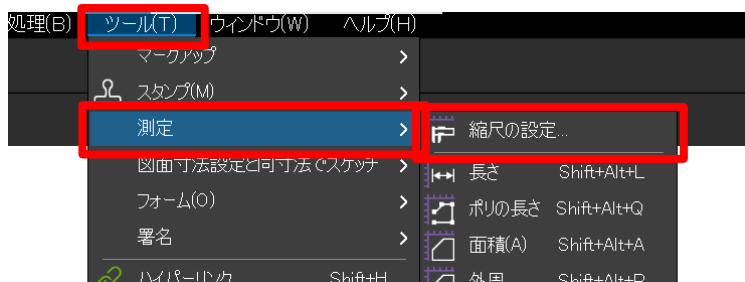 処理(B) ツール(T) ウィンドウ(W) ヘルプ(H)
マークアップ
スタンプ(M)
測定
縮尺の設定...
図面寸法設定と同寸法でスケッチ
長さ Shift+Alt+L
フォーム(O)
ポリの長さ Shift+Alt+Q
署名
面積(A) Shift+Alt+A
ハイパーリンク Shift+H
外周 Shift+Alt+P